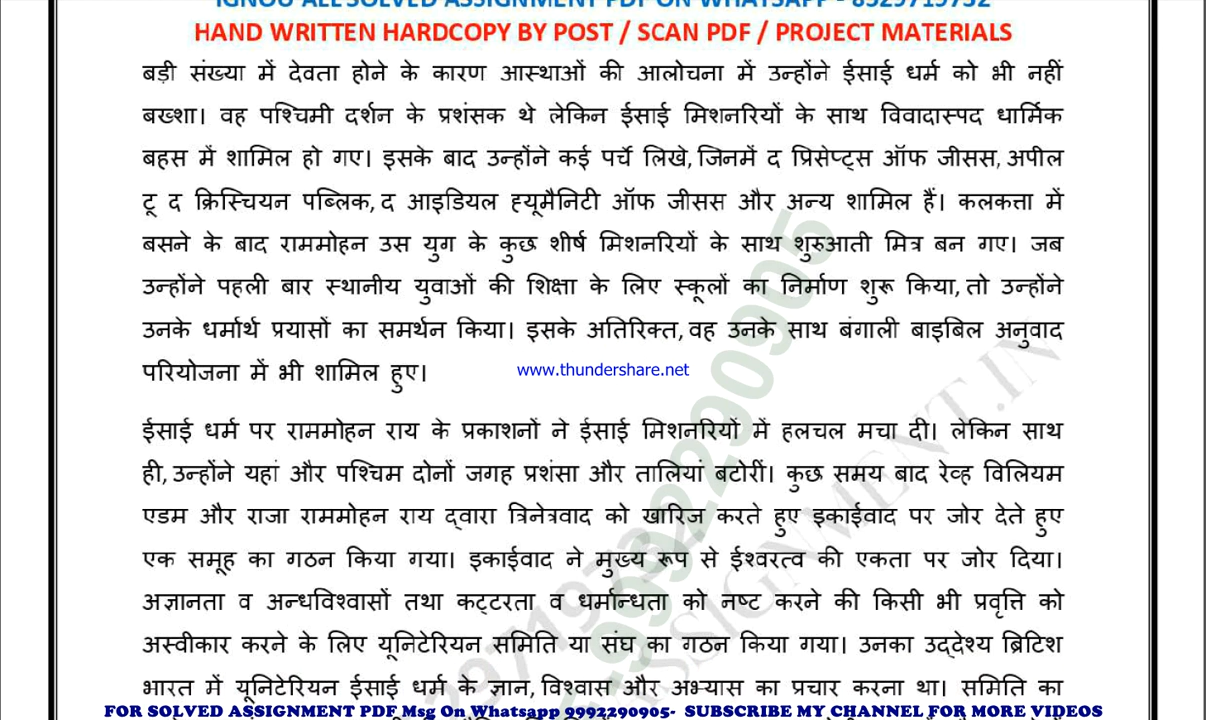 IGNOU ALL SOLVED ASSIGNMENT PDF ON WHATSAPP - 8529719732
HAND WRITTEN HARDCOPY BY POST / SCAN PDF / PROJECT MATERIALS
बड़ी संख्या में देवता होने के कारण आस्थाओं की आलोचना में उन्होंने ईसाई धर्म को भी नहीं
बख्शा। वह पश्चिमी दर्शन के प्रशंसक थे लेकिन ईसाई मिशनरियों के साथ विवादास्पद धार्मिक
बहस में शामिल हो गए। इसके बाद उन्होंने कई पर्चे लिखे, जिनमें द प्रिसेप्ट्स ऑफ जीसस, अपील
टू द क्रिस्चियन पब्लिक, द आइडियल ह्यूमैनिटी ऑफ जीसस और अन्य शामिल हैं। कलकत्ता में
बसने के बाद राममोहन उस युग के कुछ शीर्ष मिशनरियों के साथ शुरुआती मित्र बन गए। जब
उन्होंने पहली बार स्थानीय युवाओं की शिक्षा के लिए स्कूलों का निर्माण शुरू किया, तो उन्होंने
उनके धर्मार्थ प्रयासों का समर्थन किया। इसके अतिरिक्त, वह उनके साथ बंगाली बाइबिल अनुवाद
परियोजना में भी शामिल हुए।
www.thundershare.net
ईसाई धर्म पर राममोहन राय के प्रकाशनों ने ईसाई मिशनरियों में हलचल मचा दी। लेकिन साथ
ही, उन्होंने यहां और पश्चिम दोनों जगह प्रशंसा और तालियां बटोरीं। कुछ समय बाद रेव्ह विलियम
एडम और राजा राममोहन राय द्वारा त्रिनेत्रवाद को खारिज करते हुए इकाईवाद पर जोर देते हुए
एक समूह का गठन किया गया। इकाईवाद ने मुख्य रूप से ईश्वरत्व की एकता पर जोर दिया।
अज्ञानता व अन्धविश्वासों तथा कट्टरता व धर्मान्धता को नष्ट करने की किसी भी प्रवृत्ति को
अस्वीकार करने के लिए यूनिटेरियन समिति या संघ का गठन किया गया। उनका उद्देश्य ब्रिटिश
भारत में यूनिटेरियन ईसाई धर्म के ज्ञान, विश्वास और अभ्यास का प्रचार करना था। समिति का
FOR SOLVED ASSIGNMENT PDF Msg On Whatsapp 9992290905- SUBSCRIBE MY CHANNEL FOR MORE VIDEOS